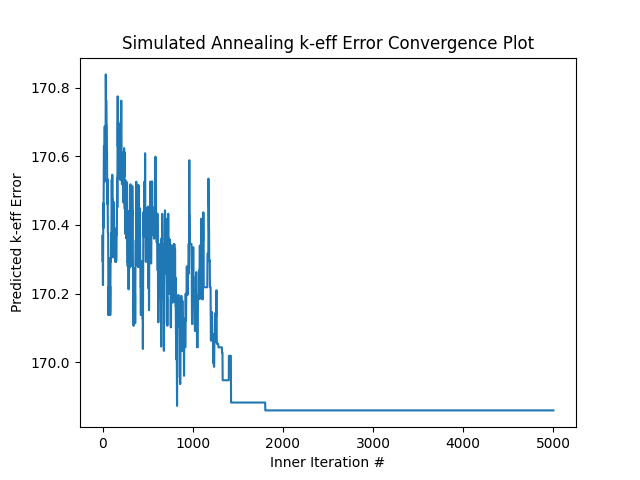 Simulated Annealing k-eff Error Convergence Plot
170.8
170.6
170.4
170.2
170.0
Predicted k-eff Error
0 1000 2000 3000 4000 5000
Inner Iteration #